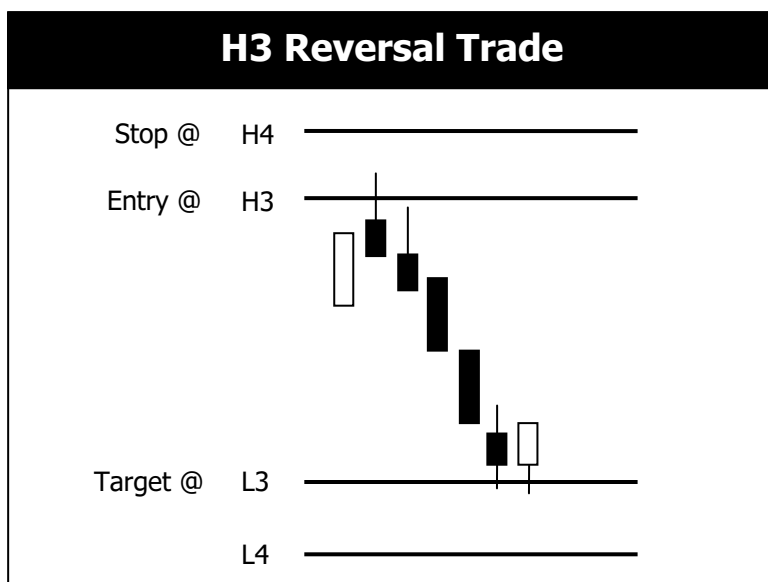 H3 Reversal Trade
Stop @ H4
Entry @ H3
Target @ L3
L4